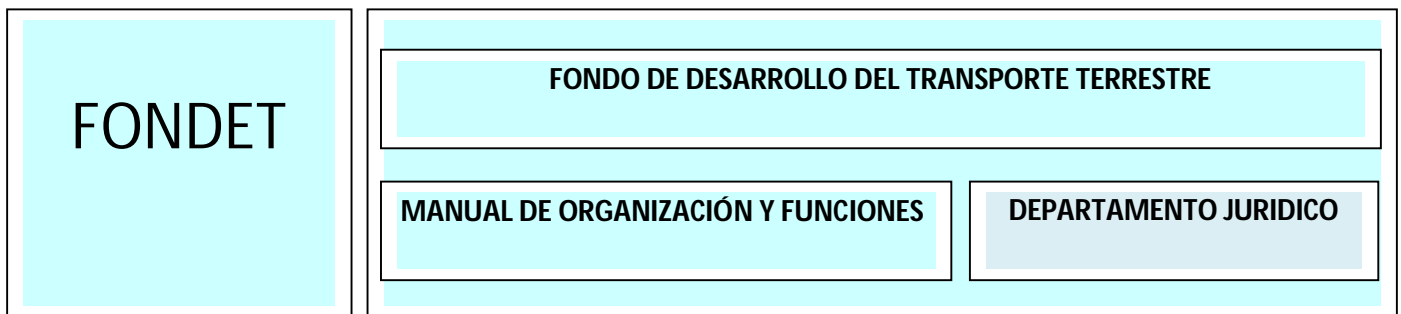 FONDET
FONDO DE DESARROLLO DEL TRANSPORTE TERRESTRE
MANUAL DE ORGANIZACIÓN Y FUNCIONES
DEPARTAMENTO JURIDICO